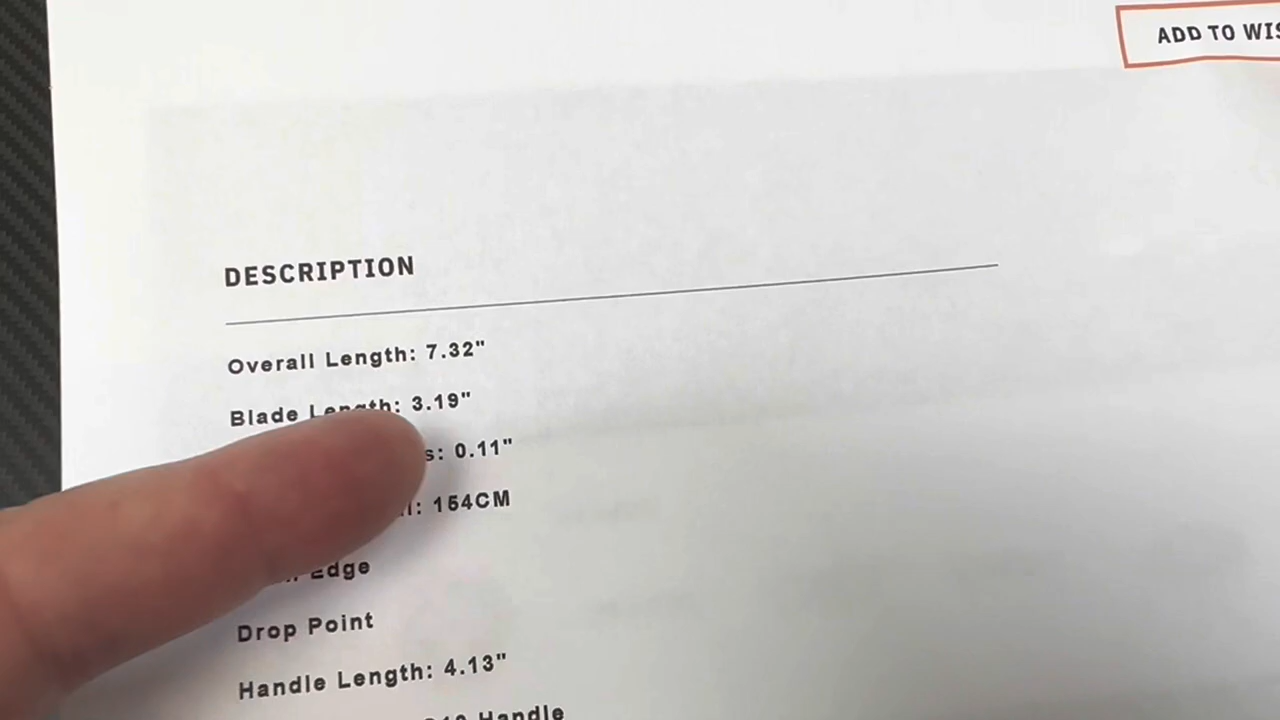 ADD TO
DESCRIPTION
Overall Length: 7.32"
Blade Length: 3.19"
0.11"
154CM
Edge
Drop Point
Handle Length: 4.13"
Handle